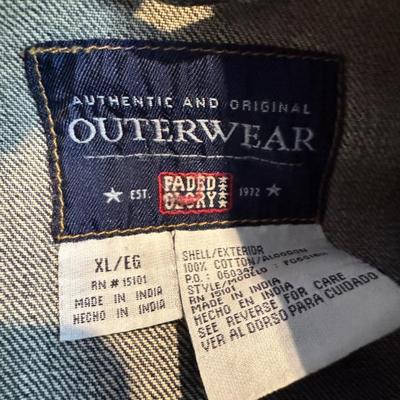 AUTHENTIC AND ORIGINAL
OUTERWEAR
EST.
FADED
GLORY
1972
XL/EG
RN # 15101
MADE IN INDIA
HECHO IN INDIA
SHELL/EXTERIOR
100% COTTON/ALGODON
P.O.:
STYLE/MODELO :
RN 15101
MADE IN INDIA
HECHO EN INDIA
SEE REVERSE FOR CARE
VER AL DORSO PARA CUIDADO